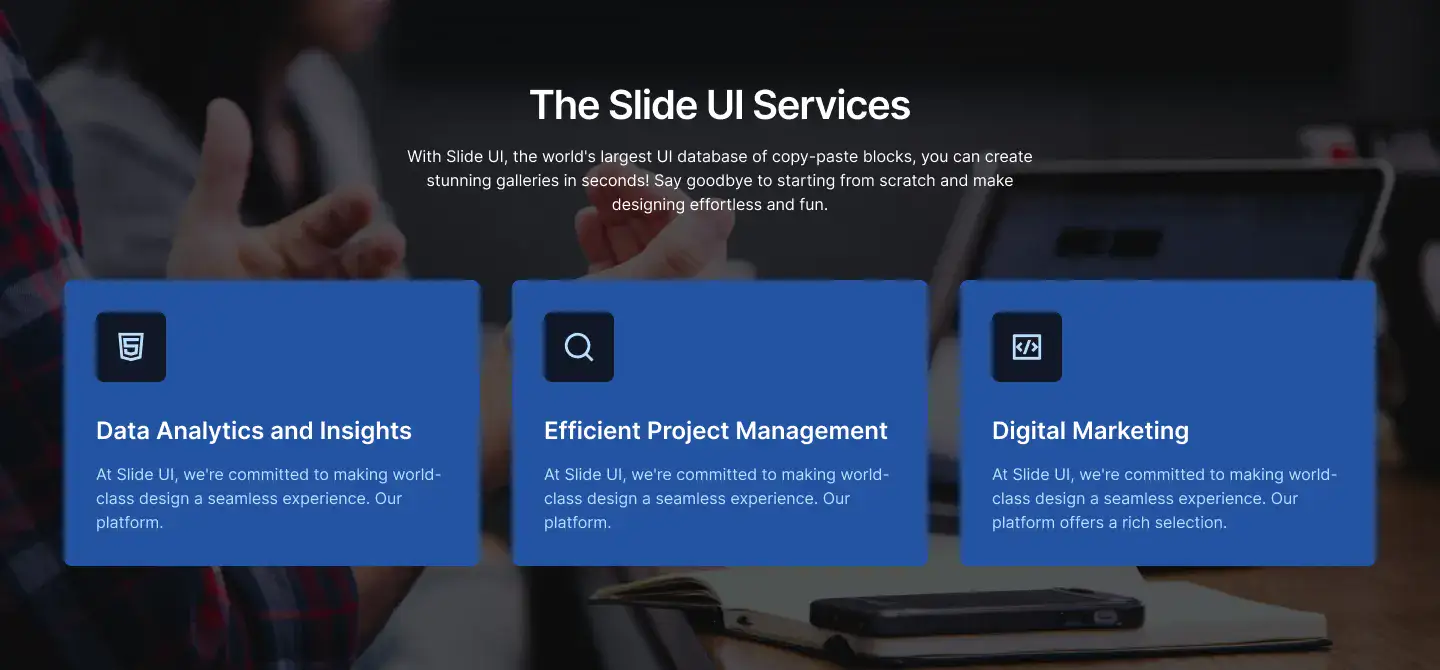 The Slide UI Services
With Slide UI, the world's largest UI database of copy-paste blocks, you can create
stunning galleries in seconds! Say goodbye to starting from scratch and make
designing effortless and fun.
Data Analytics and Insights
At Slide UI, we're committed to making world-
class design a seamless experience. Our
platform.
Efficient Project Management
At Slide UI, we're committed to making world-
class design a seamless experience. Our
platform.
Digital Marketing
At Slide UI, we're committed to making world-
class design a seamless experience. Our
platform offers a rich selection.